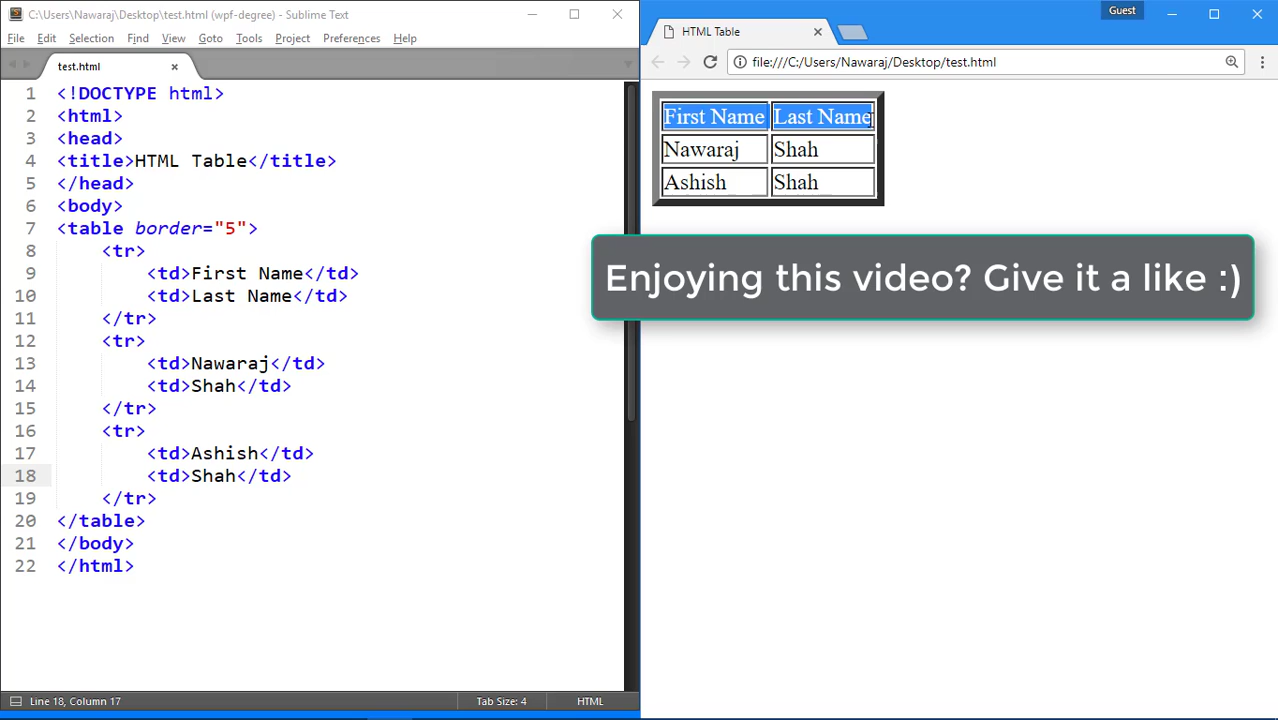 C:\Users\Nawaraj\Desktop\test.html (wpf-degree) - Sublime Text
File Edit Selection Find View Goto Tools Project Preferences Help
test.html
1 <!DOCTYPE html>
2 <html>
3 <head>
4 <title>HTML Table</title>
5 </head>
6 <body>
7 <table border="5">
8 <tr>
9 <td>First Name</td>
10 <td>Last Name</td>
11 </tr>
12 <tr>
13 <td>Nawaraj</td>
14 <td>Shah</td>
15 </tr>
16 <tr>
17 <td>Ashish</td>
18 <td>Shah</td>
19 </tr>
20 </table>
21 </body>
22 </html>
Line 18, Column 17 Tab Size: 4 HTML
Guest
HTML Table
file:///C:/Users/Nawaraj/Desktop/test.html
First Name Last Name
Nawaraj Shah
Ashish Shah
Enjoying this video? Give it a like :)